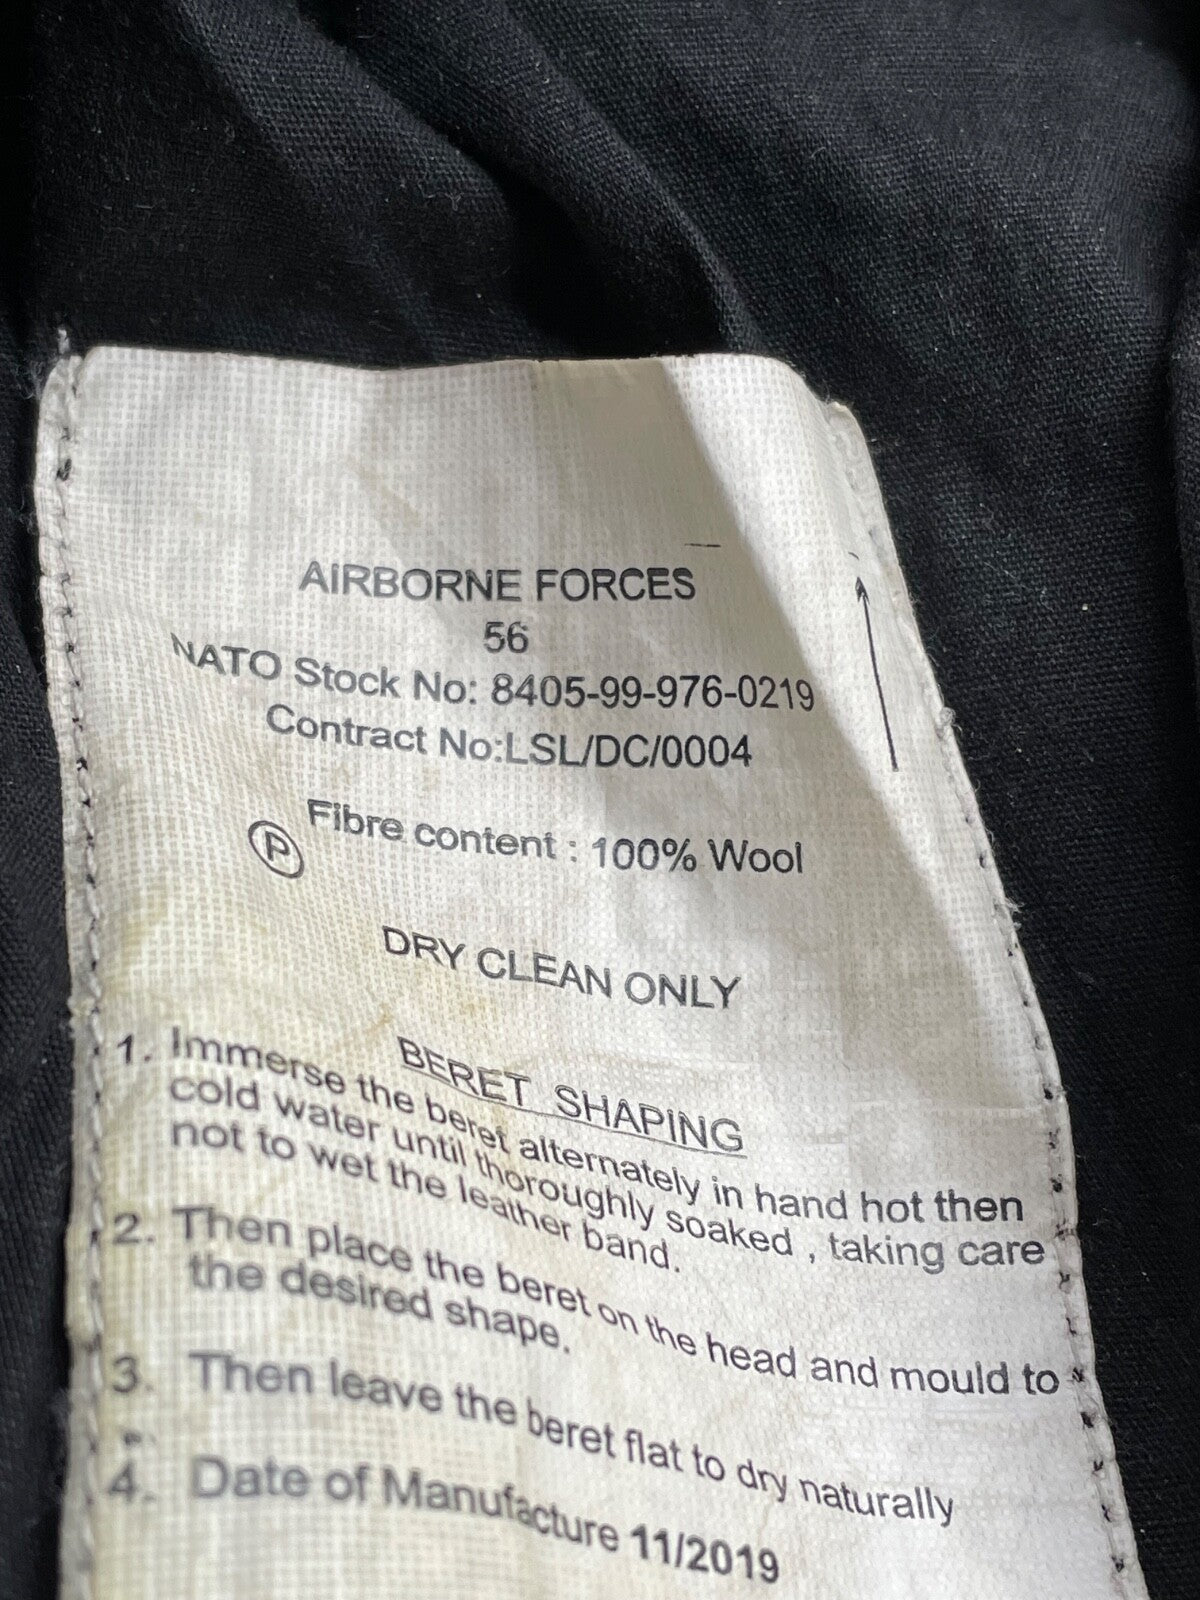 AIRBORNE FORCES
56
NATO Stock No: 8405-99-976-0219
Contract No:LSL/DC/0004
Fibre content : 100% Wool
P
DRY CLEAN ONLY
BERET SHAPING
1. Immerse the beret alternately in hand hot then
cold water until thoroughly soaked , taking care
not to wet the leather band.
2. Then place the beret on the head and mould to
the desired shape.
3. Then leave the beret flat to dry naturally
4. Date of Manufacture 11/2019